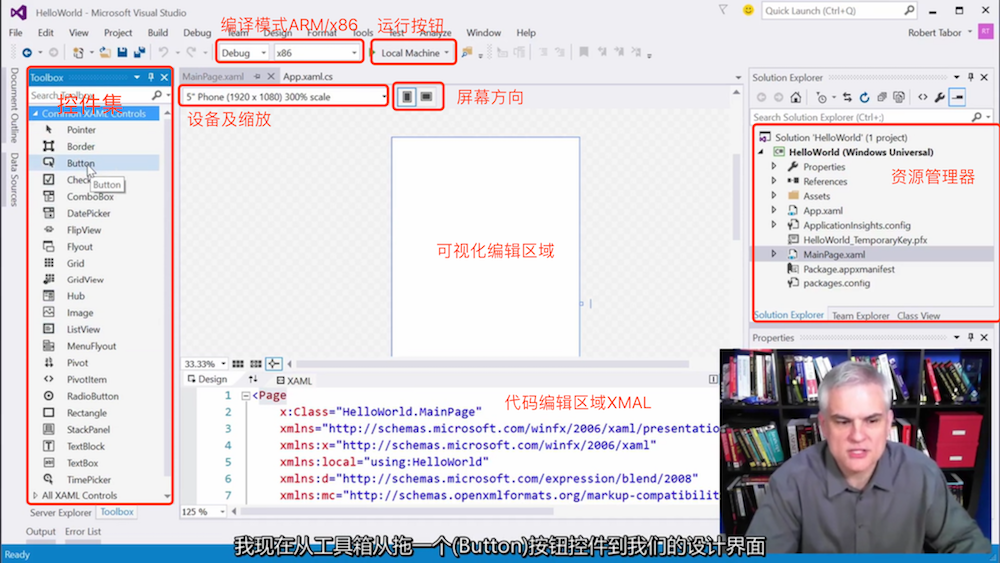 HelloWorld - Microsoft Visual Studio
Quick Launch (Ctrl+Q)
编译模式ARM/x86
运行按钮
File Edit View Project Build Debug Team Design Format Tools Test Analyze Window Help
Robert Tabor
RT
Debug x86 Local Machine
Document Outline
Data Sources
Toolbox
Search Toolbox
控件集
Common XAML Controls
Pointer
Border
Button
Check
Button
ComboBox
DatePicker
FlipView
Flyout
Grid
GridView
Hub
Image
ListView
MenuFlyout
Pivot
PivotItem
RadioButton
Rectangle
StackPanel
TextBlock
TextBox
TimePicker
All XAML Controls
Server Explorer Toolbox
Output Error List
Ready
MainPage.xaml App.xaml.cs
5" Phone (1920 x 1080) 300% scale
设备及缩放
屏幕方向
可视化编辑区域
33.33%
Design XAML
代码编辑区域XMAL
1 <Page
2 x:Class="HelloWorld.MainPage"
3 xmlns="http://schemas.microsoft.com/winfx/2006/xaml/presentatio
4 xmlns:x="http://schemas.microsoft.com/winfx/2006/xaml"
5 xmlns:local="using:HelloWorld"
6 xmlns:d="http://schemas.microsoft.com/expression/blend/2008"
7 xmlns:mc="http://schemas.openxmlformats.org/markup-compatibilit
125 %
Solution Explorer
Search Solution Explorer (Ctrl+;)
Solution 'HelloWorld' (1 project)
HelloWorld (Windows Universal)
Properties
References
资源管理器
Assets
App.xaml
ApplicationInsights.config
HelloWorld_TemporaryKey.pfx
MainPage.xaml
Package.appxmanifest
packages.config
Solution Explorer Team Explorer Class View
Properties
我现在从工具箱从拖一个(Button)按钮控件到我们的设计界面